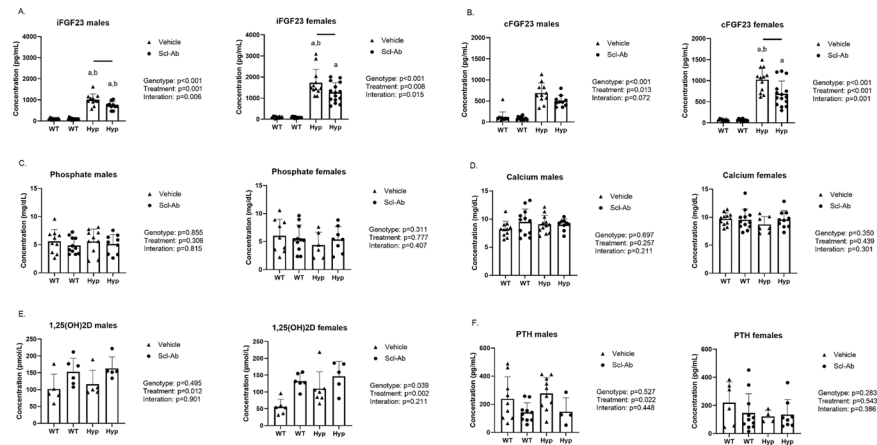 A.
iFGF23 males
Concentration (pg/mL)
4000
3000
2000
1000
0
a,b
a,b
WT WT Hyp Hyp
Vehicle
Scl-Ab
Genotype: p<0.001
Treatment: p=0.001
Interation: p=0.006
iFGF23 females
Concentration (pg/mL)
4000
3000
2000
1000
0
a,b
a
WT WT Hyp Hyp
Vehicle
Scl-Ab
Genotype: p<0.001
Treatment: p=0.008
Interation: p=0.015
B.
cFGF23 males
Concentration (pg/mL)
2000
1500
1000
500
0
WT WT Hyp Hyp
Vehicle
Scl-Ab
Genotype: p<0.001
Treatment: p=0.013
Interation: p=0.072
cFGF23 females
Concentration (pg/mL)
2000
1500
1000
500
0
a,b
a
WT WT Hyp Hyp
Vehicle
Scl-Ab
Genotype: p<0.001
Treatment: p<0.001
Interation: p=0.001
C.
Phosphate males
Concentration (mg/dL)
15
10
5
0
WT WT Hyp Hyp
Vehicle
Scl-Ab
Genotype: p=0.855
Treatment: p=0.306
Interation: p=0.815
Phosphate females
Concentration (mg/dL)
15
10
5
0
WT WT Hyp Hyp
Vehicle
Scl-Ab
Genotype: p=0.311
Treatment: p=0.777
Interation: p=0.407
D.
Calcium males
Concentration (mg/dL)
15
10
5
0
WT WT Hyp Hyp
Vehicle
Scl-Ab
Genotype: p=0.697
Treatment: p=0.257
Interation: p=0.211
Calcium females
Concentration (mg/dL)
15
10
5
0
WT WT Hyp Hyp
Vehicle
Scl-Ab
Genotype: p=0.350
Treatment: p=0.439
Interation: p=0.301
E.
1,25(OH)2D males
Concentration (pmol/L)
250
200
150
100
50
0
WT WT Hyp Hyp
Vehicle
Scl-Ab
Genotype: p=0.495
Treatment: p=0.012
Interation: p=0.901
1,25(OH)2D females
Concentration (pmol/L)
250
200
150
100
50
0
WT WT Hyp Hyp
Vehicle
Scl-Ab
Genotype: p=0.039
Treatment: p=0.002
Interation: p=0.211
F.
PTH males
Concentration (pg/mL)
600
400
200
0
WT WT Hyp Hyp
Vehicle
Scl-Ab
Genotype: p=0.527
Treatment: p=0.022
Interation: p=0.448
PTH females
Concentration (pg/mL)
600
400
200
0
WT WT Hyp Hyp
Vehicle
Scl-Ab
Genotype: p=0.283
Treatment: p=0.543
Interation: p=0.386